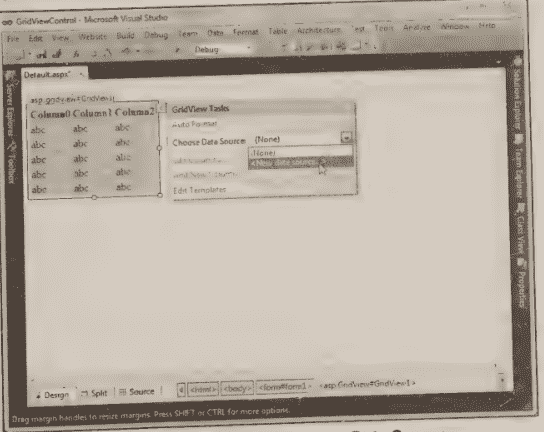 GridViewControl - Microsoft Visual Studio
File Edit View Website Build Debug Team Data Format Table Architecture Test Tools Analyze Window Help
Debug
Default.aspx*
asp:gridview#GridView1
Column0 Column1 Column2
abc abc abc
abc abc abc
abc abc abc
abc abc abc
abc abc abc
GridView Tasks
Auto Format...
Choose Data Source: (None)
(None)
<New data source...>
Edit Templates
Server Explorer
Toolbox
Solution Explorer
Team Explorer
Class View
Properties
Design Split Source
<html> <body> <form#form1> <asp:GridView#GridView1>
Drag margin handles to resize margins. Press SHIFT or CTRL for more options.